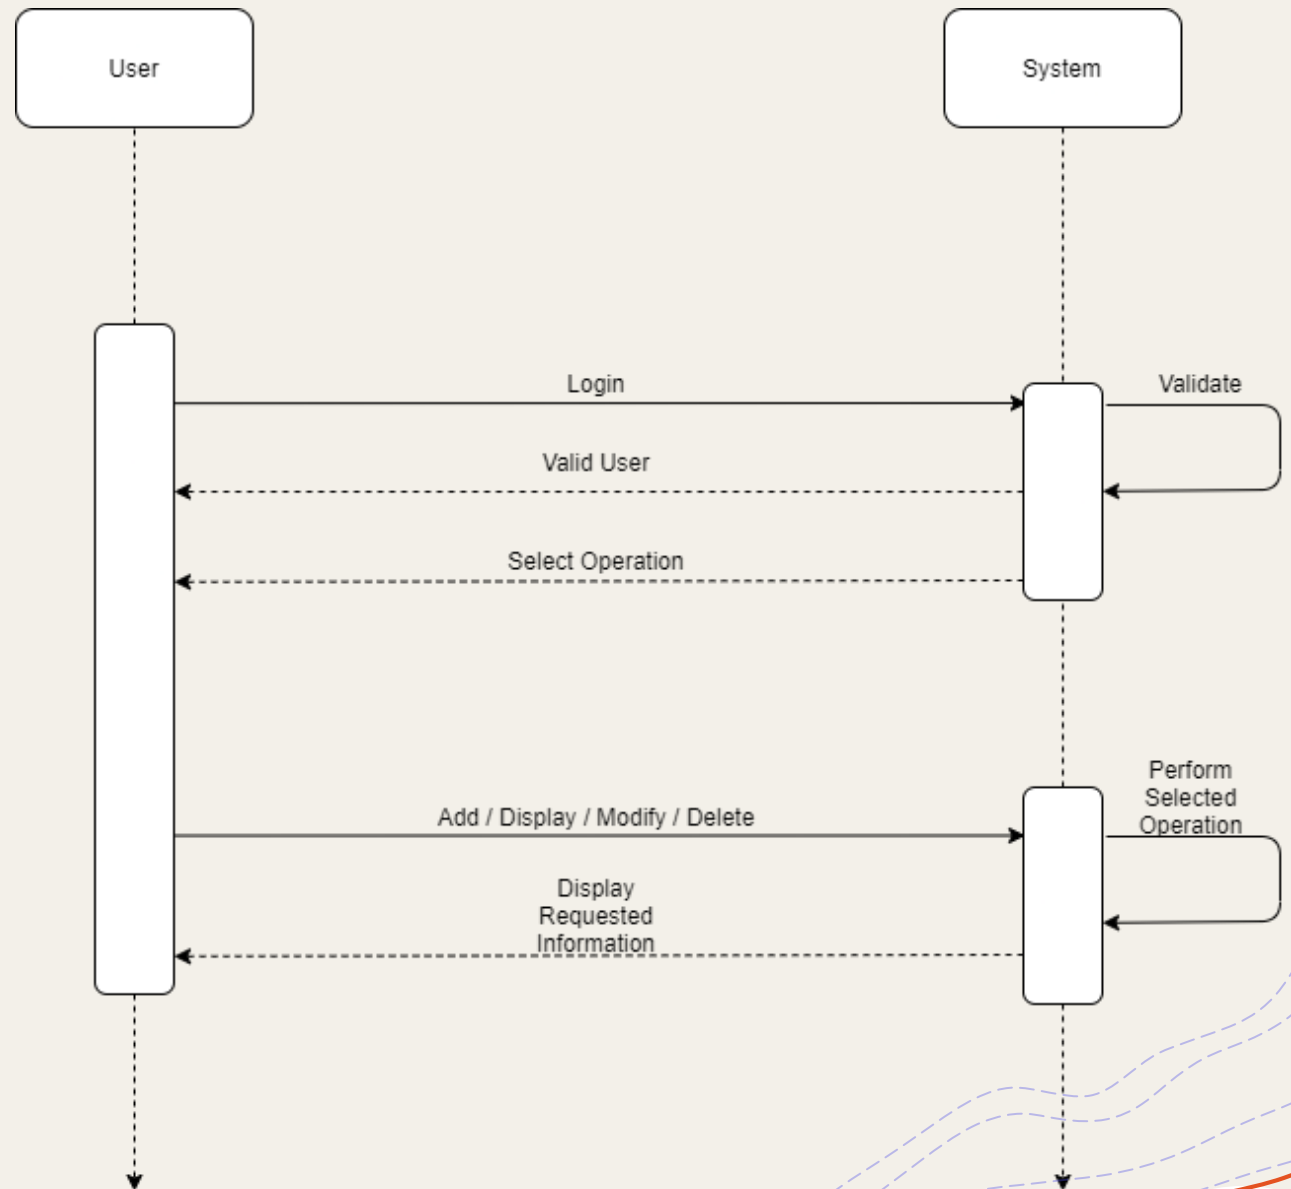 User
System
Login
Validate
Valid User
Select Operation
Perform
Selected
Operation
Add / Display / Modify / Delete
Display
Requested
Information